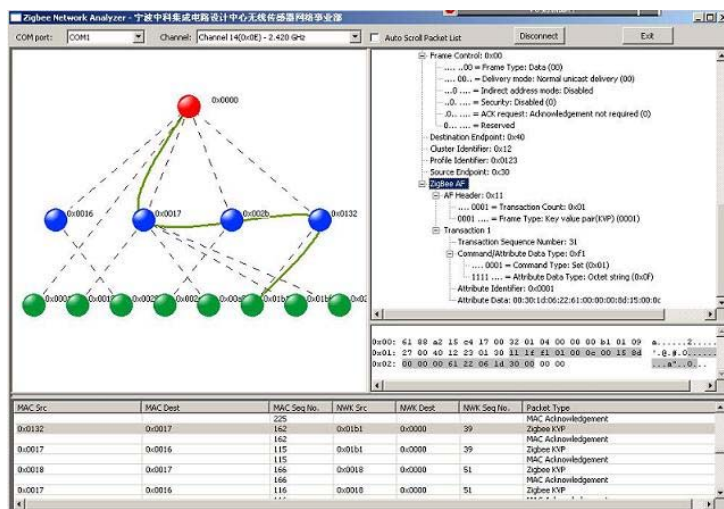 Zigbee Network Analyzer - 宁波中科集成电路设计中心无线传感器网络事业部
COM port: COM1 Channel: Channel 14(0x0E) - 2.420 GHz Auto Scroll Packet List Disconnect Exit
0x0000
0x0016 0x0017 0x002b 0x0132
Frame Control: 0x00
.... ..00 = Frame Type: Data (00)
.... 00.. = Delivery mode: Normal unicast delivery (00)
...0 .... = Indirect address mode: Disabled
..0. .... = Security: Disabled (0)
.0.. .... = ACK request: Acknowledgement not required (0)
0... .... = Reserved
Destination Endpoint: 0x40
Cluster Identifier: 0x12
Profile Identifier: 0x0123
Source Endpoint: 0x30
ZigBee AF
AF Header: 0x11
.... 0001 = Transaction Count: 0x01
0001 .... = Frame Type: Key value pair(KVP) (0001)
Transaction 1
Transaction Sequence Number: 31
Command/Attribute Data Type: 0xf1
.... 0001 = Command Type: Set (0x01)
1111 .... = Attribute Data Type: Octet string (0x0F)
Attribute Identifier: 0x0001
Attribute Data: 00:30:1d:06:22:61:00:00:00:8d:15:00:0c
0x00: 61 88 a2 15 c4 17 00 32 01 04 00 00 00 b1 01 09 a......2.....
0x01: 27 00 40 12 23 01 30 11 1f f1 01 00 0c 00 15 8d
0x02: 00 00 00 61 22 06 1d 30 00 00 00
MAC Src MAC Dest MAC Seq No. NWK Src NWK Dest NWK Seq No. Packet Type
225 MAC Acknowledgement
0x0132 0x0017 162 0x01b1 0x0000 39 Zigbee KVP
162 MAC Acknowledgement
0x0017 0x0016 115 0x01b1 0x0000 39 Zigbee KVP
115 MAC Acknowledgement
0x0018 0x0017 166 0x0018 0x0000 51 Zigbee KVP
166 MAC Acknowledgement
0x0017 0x0016 116 0x0018 0x0000 51 Zigbee KVP